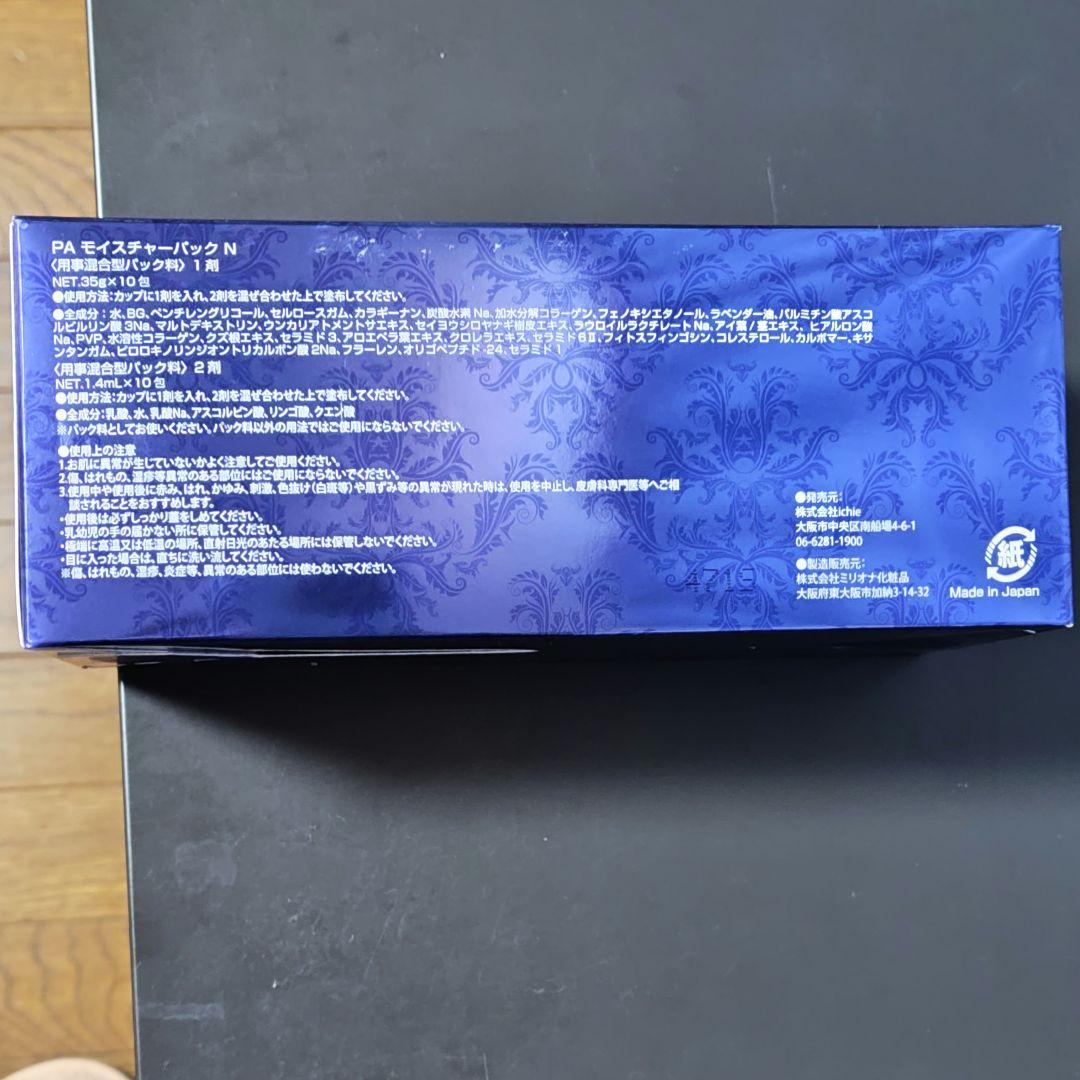 PA モイスチャーパック N
〈用事混合型パック料〉1剤
NET.35g×10包
●使用方法:カップに1剤を入れ、2剤を混ぜ合わせた上で塗布してください。
●全成分:水、BG、ペンチレングリコール、セルロースガム、カラギーナン、炭酸水素Na、加水分解コラーゲン、フェノキシエタノール、ラベンダー油、パルミチン酸アスコ
ルビルリン酸3Na、マルトデキストリン、ウンカリアトメントサエキス、セイヨウシロヤナギ樹皮エキス、ラウロイルラクチレートNa、アイ葉/茎エキス、ヒアルロン酸
Na、PVP、水溶性コラーゲン、クズ根エキス、セラミド3、アロエベラ葉エキス、クロレラエキス、セラミド6Ⅱ、フィトスフィンゴシン、コレステロール、カルボマー、キサ
ンタンガム、ピロロキノリンジオントリカルボン酸2Na、フラーレン、オリゴペプチド-24、セラミド1
〈用事混合型パック料〉2剤
NET.1.4mL×10包
●使用方法:カップに1剤を入れ、2剤を混ぜ合わせた上で塗布してください。
●全成分:乳酸、水、乳酸Na、アスコルビン酸、リンゴ酸、クエン酸
※パック料としてお使いください。パック料以外の用法ではご使用にならないでください。
●使用上の注意
1.お肌に異常が生じていないかよく注意してご使用ください。
2.傷、はれもの、湿疹等異常のある部位にはご使用にならないでください。
3.使用中や使用後に赤み、はれ、かゆみ、刺激、色抜け(白斑等)や黒ずみ等の異常が現れた時は、使用を中止し、皮膚科専門医等へご相
談されることをおすすめします。
・使用後は必ずしっかり蓋をしめてください。
・乳幼児の手の届かない所に保管してください。
・極端に高温又は低温の場所、直射日光のあたる場所には保管しないでください。
・目に入った場合は、直ちに洗い流してください。
※傷、はれもの、湿疹、炎症等、異常のある部位には使わないでください。
4719
●発売元:
株式会社ichie
大阪市中央区南船場4-6-1
06-6281-1900
●製造販売元:
株式会社ミリオナ化粧品
大阪府東大阪市加納3-14-32
紙
Made in Japan